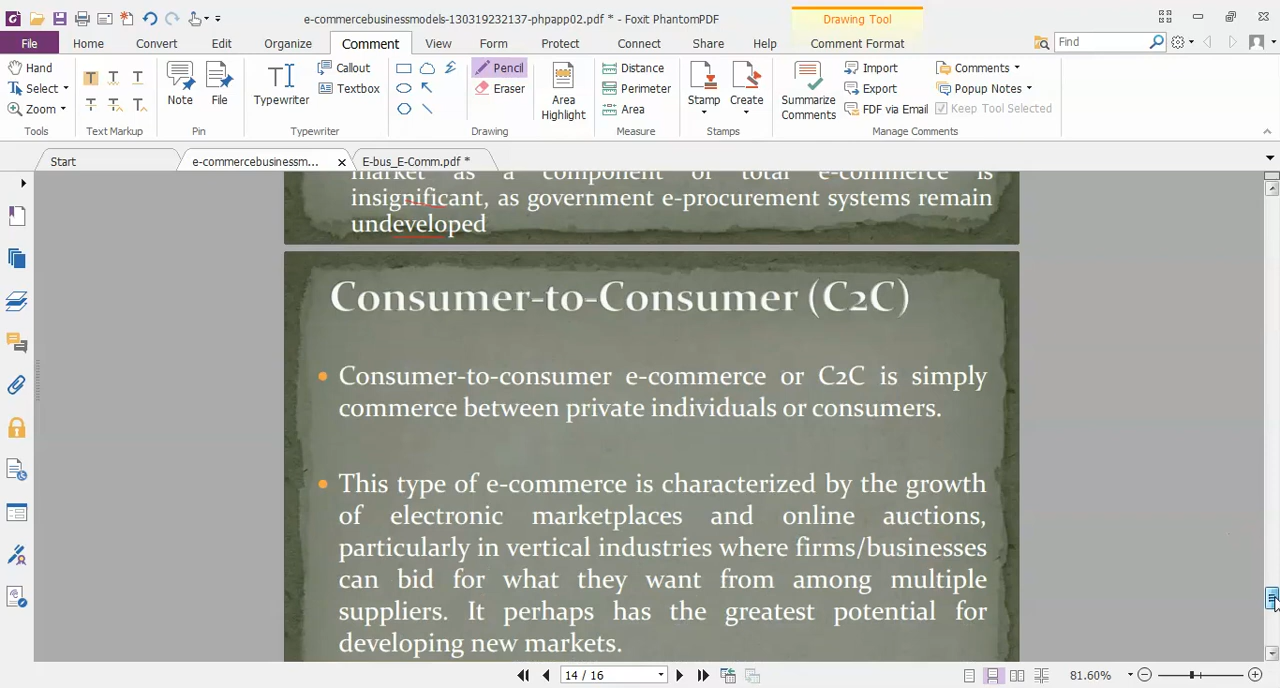 e-commercebusinessmodels-130319232137-phpapp02.pdf * - Foxit PhantomPDF
Drawing Tool
File Home Convert Edit Organize Comment View Form Protect Connect Share Help Comment Format Find
Hand Callout Pencil Distance Import Comments
Select Textbox Eraser Perimeter Export Popup Notes
Zoom Note File Typewriter Area Highlight Area Stamp Create Summarize Comments FDF via Email Keep Tool Selected
Tools Text Markup Pin Typewriter Drawing Measure Stamps Manage Comments
Start e-commercebusinessm... E-bus_E-Comm.pdf *
market as a component of total e-commerce is
insignificant, as government e-procurement systems remain
undeveloped
Consumer-to-Consumer (C2C)
• Consumer-to-consumer e-commerce or C2C is simply
commerce between private individuals or consumers.
• This type of e-commerce is characterized by the growth
of electronic marketplaces and online auctions,
particularly in vertical industries where firms/businesses
can bid for what they want from among multiple
suppliers. It perhaps has the greatest potential for
developing new markets.
14 / 16 81.60%